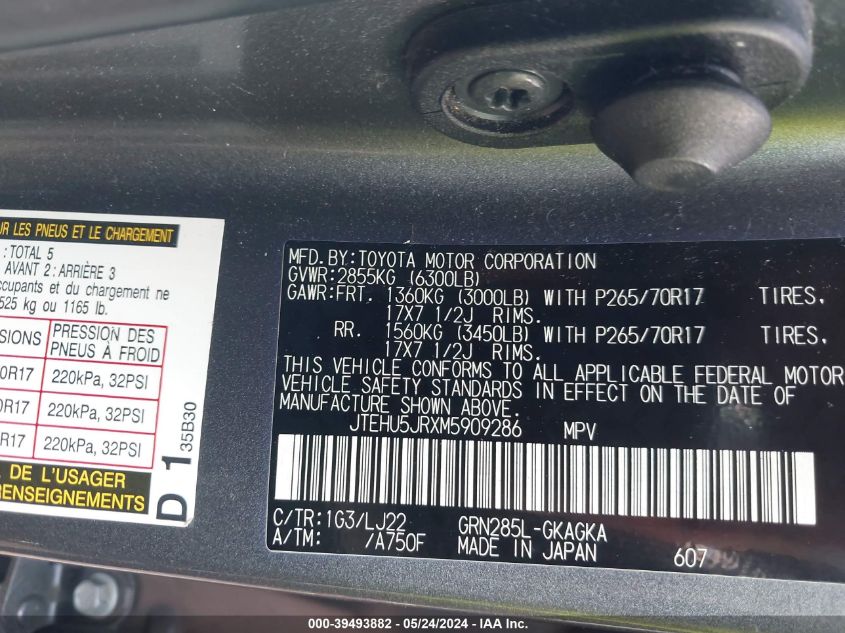 UR LES PNEUS ET LE CHARGEMENT
: TOTAL 5
AVANT 2 : ARRIÈRE 3
occupants et du chargement ne
525 kg ou 1165 lb.
SIONS PRESSION DES PNEUS À FROID
0R17 220kPa, 32PSI
0R17 220kPa, 32PSI
R17 220kPa, 32PSI
DE L'USAGER
RENSEIGNEMENTS
D 1 35B30
MFD.BY:TOYOTA MOTOR CORPORATION
GVWR:2855KG (6300LB)
GAWR:FRT. 1360KG (3000LB) WITH P265/70R17 TIRES.
17X7 1/2J RIMS.
RR. 1560KG (3450LB) WITH P265/70R17 TIRES,
17X7 1/2J RIMS.
THIS VEHICLE CONFORMS TO ALL APPLICABLE FEDERAL MOTOR
VEHICLE SAFETY STANDARDS IN EFFECT ON THE DATE OF
MANUFACTURE SHOWN ABOVE.
JTEHU5JRXM5909286 MPV
C/TR:1G3/LJ22 GRN285L-GKAGKA
A/TM: /A750F MADE IN JAPAN 607
000-39493882 - 05/24/2024 - IAA Inc.